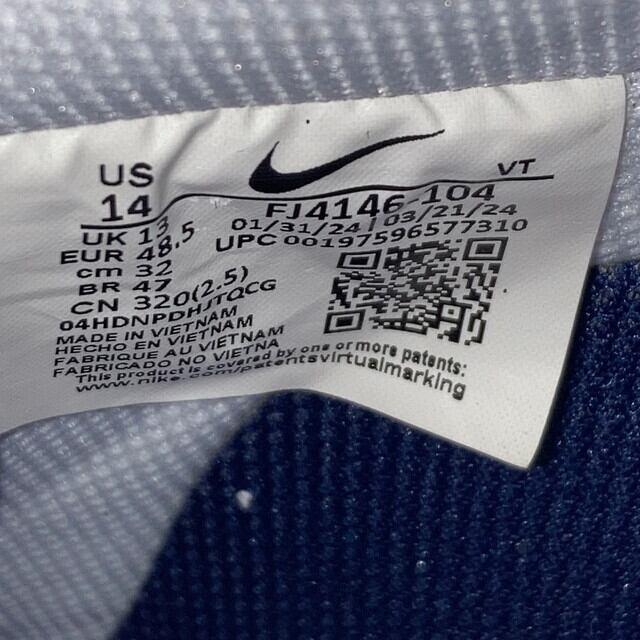 US
14
UK 13
EUR 48.5
cm 32
BR 47
CN 320(2.5)
04HDNPDHJTQCG
MADE IN VIETNAM
HECHO EN VIETNAM
FABRIQUE AU VIETNAM
FABRICADO NO VIETNA
This Product is covered by one or more patents:
www.nike.com/patentsvirtualmarking
VT
FJ4146-104
01/31/24 | 03/21/24
UPC 00197596577310